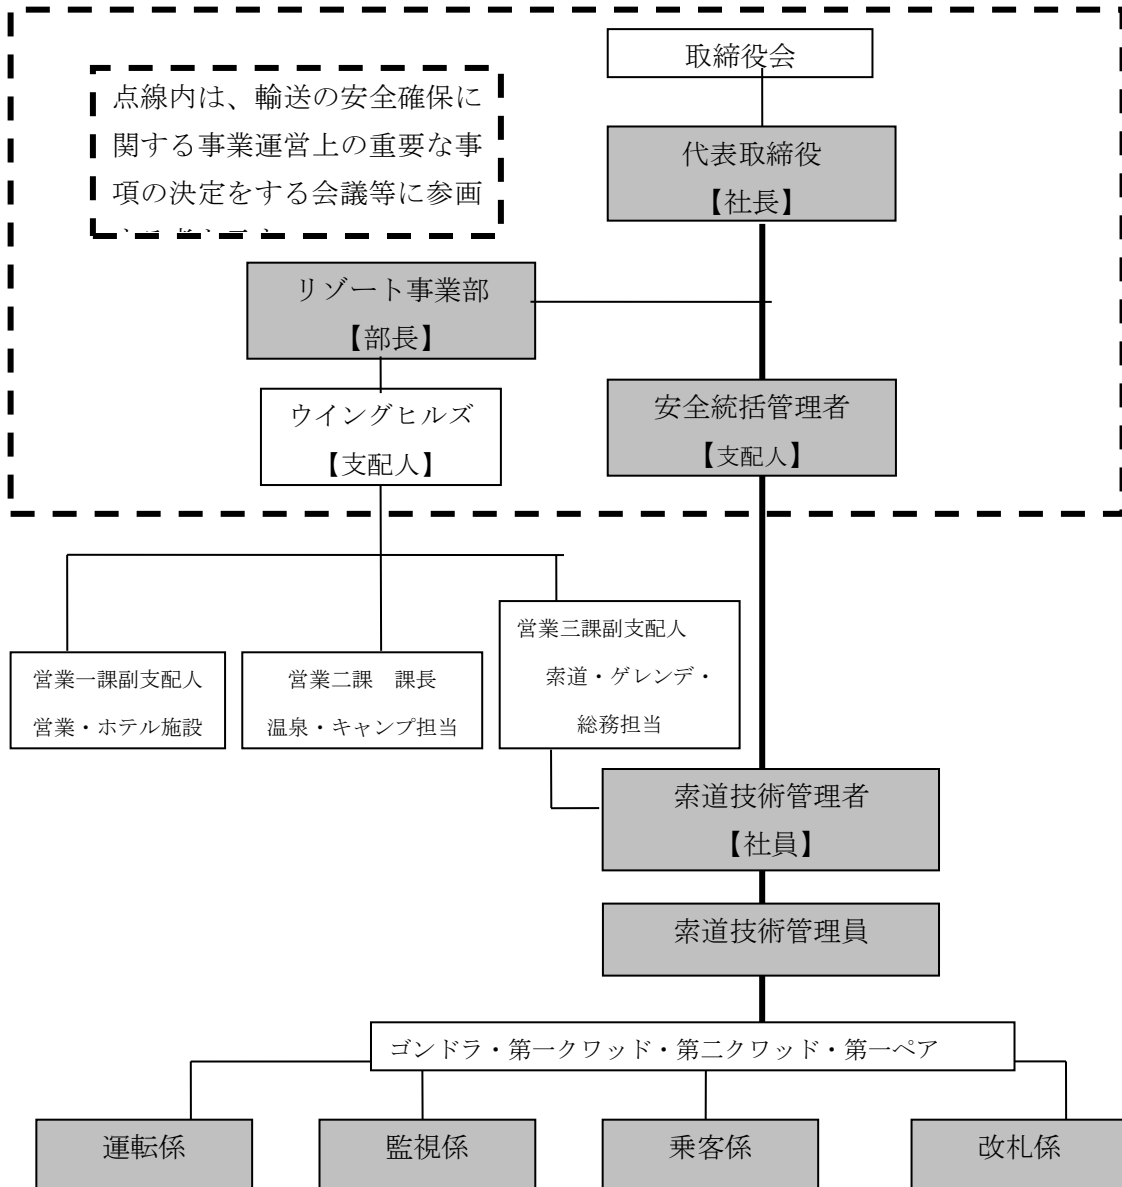 取締役会
点線内は、輸送の安全確保に
関する事業運営上の重要な事
項の決定をする会議等に参画
代表取締役
【社長】
リゾート事業部
【部長】
ウイングヒルズ
【支配人】
安全統括管理者
【支配人】
営業一課副支配人
営業・ホテル施設
営業二課　課長
温泉・キャンプ担当
営業三課副支配人
索道・ゲレンデ・
総務担当
索道技術管理者
【社員】
索道技術管理員
ゴンドラ・第一クワッド・第二クワッド・第一ペア
運転係
監視係
乗客係
改札係